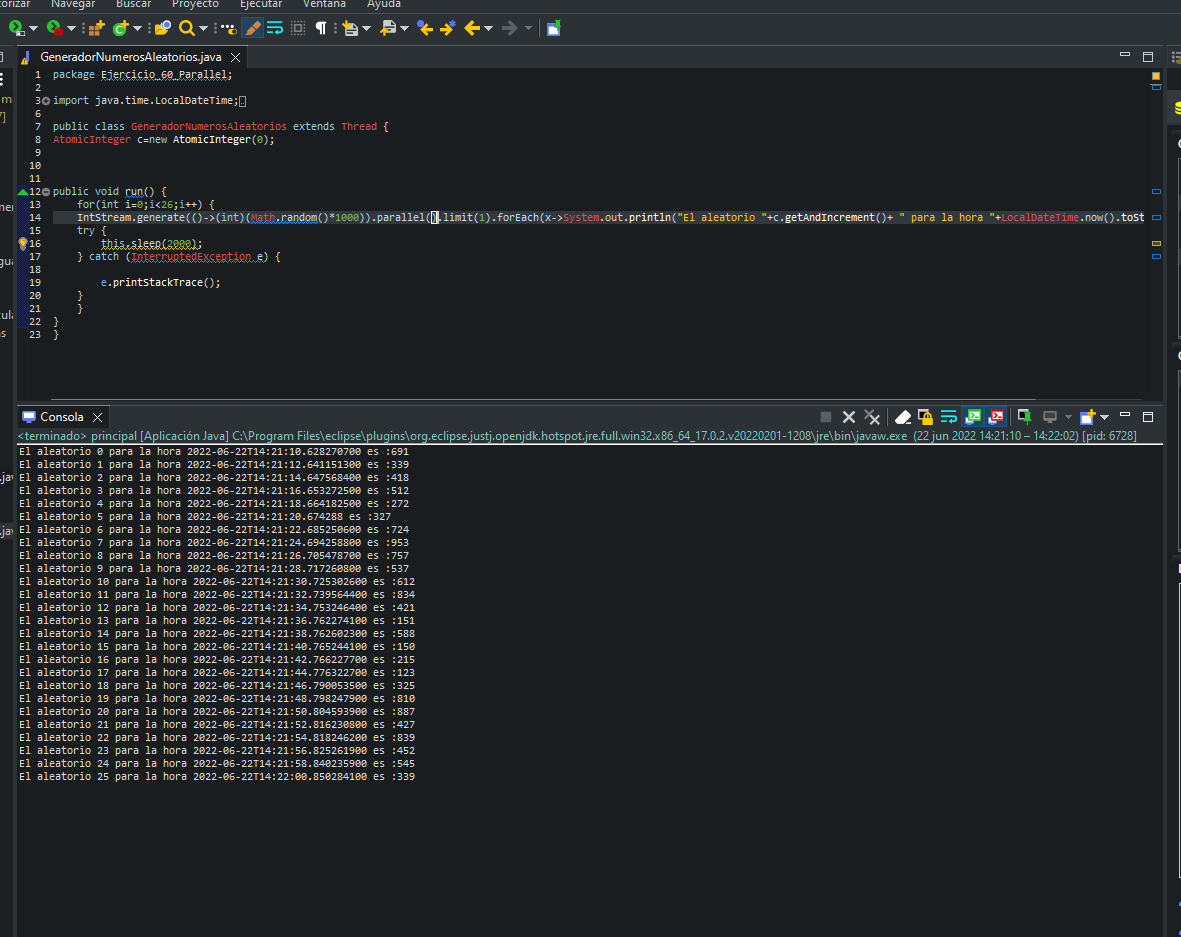 orizar Navegar Buscar Proyecto Ejecutar Ventana Ayuda
GeneradorNumerosAleatorios.java
1 package Ejercicio_60_Parallel;
2
3 import java.time.LocalDateTime;
6
7 public class GeneradorNumerosAleatorios extends Thread {
8 AtomicInteger c=new AtomicInteger(0);
9
10
11
12 public void run() {
13 for(int i=0;i<26;i++) {
14 IntStream.generate(()->(int)(Math.random()*1000)).parallel().limit(1).forEach(x->System.out.println("El aleatorio "+c.getAndIncrement()+ " para la hora "+LocalDateTime.now().toSt
15 try {
16 this.sleep(2000);
17 } catch (InterruptedException e) {
18
19 e.printStackTrace();
20 }
21 }
22 }
23 }
Consola
<terminado> principal [Aplicación Java] C:\Program Files\eclipse\plugins\org.eclipse.justj.openjdk.hotspot.jre.full.win32.x86_64_17.0.2.v20220201-1208\jre\bin\javaw.exe (22 jun 2022 14:21:10 – 14:22:02) [pid: 6728]
El aleatorio 0 para la hora 2022-06-22T14:21:10.628270700 es :691
El aleatorio 1 para la hora 2022-06-22T14:21:12.641151300 es :339
El aleatorio 2 para la hora 2022-06-22T14:21:14.647568400 es :418
El aleatorio 3 para la hora 2022-06-22T14:21:16.653272500 es :512
El aleatorio 4 para la hora 2022-06-22T14:21:18.664182500 es :272
El aleatorio 5 para la hora 2022-06-22T14:21:20.674288 es :327
El aleatorio 6 para la hora 2022-06-22T14:21:22.685250600 es :724
El aleatorio 7 para la hora 2022-06-22T14:21:24.694258800 es :953
El aleatorio 8 para la hora 2022-06-22T14:21:26.705478700 es :757
El aleatorio 9 para la hora 2022-06-22T14:21:28.717260800 es :537
El aleatorio 10 para la hora 2022-06-22T14:21:30.725302600 es :612
El aleatorio 11 para la hora 2022-06-22T14:21:32.739564400 es :834
El aleatorio 12 para la hora 2022-06-22T14:21:34.753246400 es :421
El aleatorio 13 para la hora 2022-06-22T14:21:36.762274100 es :151
El aleatorio 14 para la hora 2022-06-22T14:21:38.762602300 es :588
El aleatorio 15 para la hora 2022-06-22T14:21:40.765244100 es :150
El aleatorio 16 para la hora 2022-06-22T14:21:42.766227700 es :215
El aleatorio 17 para la hora 2022-06-22T14:21:44.776322700 es :123
El aleatorio 18 para la hora 2022-06-22T14:21:46.790053500 es :325
El aleatorio 19 para la hora 2022-06-22T14:21:48.798247900 es :810
El aleatorio 20 para la hora 2022-06-22T14:21:50.804593900 es :887
El aleatorio 21 para la hora 2022-06-22T14:21:52.816230800 es :427
El aleatorio 22 para la hora 2022-06-22T14:21:54.818246200 es :839
El aleatorio 23 para la hora 2022-06-22T14:21:56.825261900 es :452
El aleatorio 24 para la hora 2022-06-22T14:21:58.840235900 es :545
El aleatorio 25 para la hora 2022-06-22T14:22:00.850284100 es :339